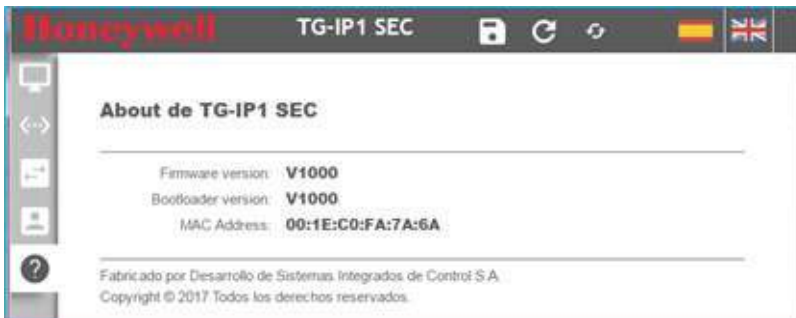 Honeywell TG-IP1 SEC
About de TG-IP1 SEC
Firmware version: V1000
Bootloader version: V1000
MAC Address: 00:1E:C0:FA:7A:6A
Fabricado por Desarrollo de Sistemas Integrados de Control S.A.
Copyright © 2017 Todos los derechos reservados.